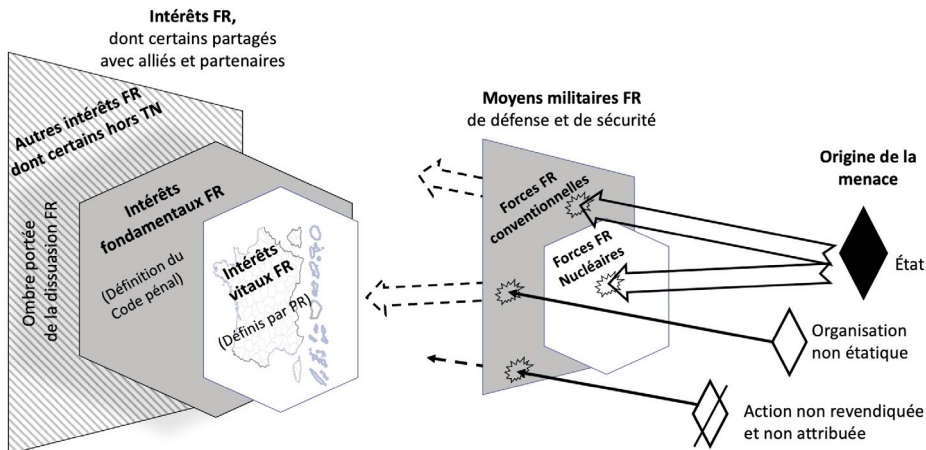 Intérêts FR,
dont certains partagés
avec alliés et partenaires
Autres intérêts FR
dont certains hors TN
Ombre portée
de la dissuasion FR
Intérêts
fondamentaux FR
(Définition du
Code pénal)
Intérêts
vitaux FR
(Définis par PR)
Moyens militaires FR
de défense et de sécurité
Forces FR
conventionnelles
Forces FR
Nucléaires
Origine de la
menace
État
Organisation
non étatique
Action non revendiquée
et non attribuée